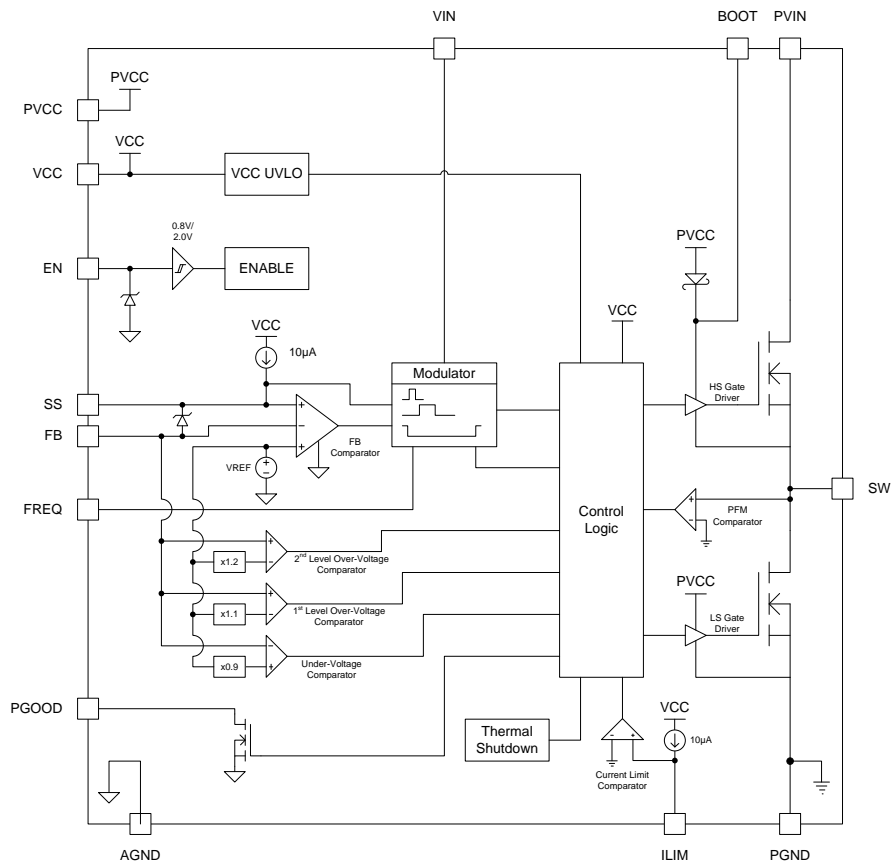 VIN
BOOT
PVIN
PVCC
PVCC
VCC
VCC
VCC UVLO
0.8V/
2.0V
EN
ENABLE
PVCC
VCC
VCC
10µA
Modulator
SS
FB
+
−
+
FB
Comparator
HS Gate
Driver
VREF
+
−
SW
FREQ
Control
Logic
+
-
PFM
Comparator
+
-
x1.2
2nd Level Over-Voltage
Comparator
PVCC
+
-
x1.1
1st Level Over-Voltage
Comparator
LS Gate
Driver
-
+
x0.9
Under-Voltage
Comparator
PGOOD
VCC
Thermal
Shutdown
-
+
10µA
Current Limit
Comparator
AGND
ILIM
PGND